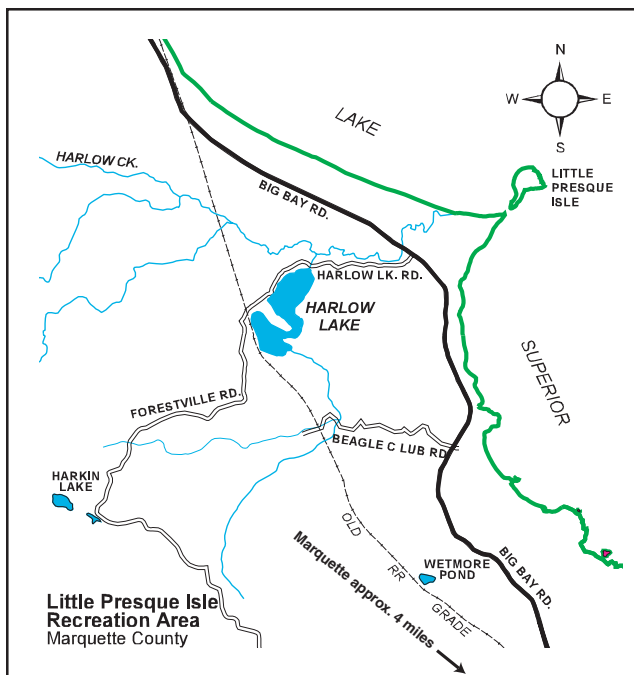 N
W
E
S
LAKE
HARLOW CK.
LITTLE
PRESQUE
ISLE
BIG BAY RD.
HARLOW LK. RD.
HARLOW
LAKE
SUPERIOR
FORESTVILLE RD.
BEAGLE C LUB RD
HARKIN
LAKE
OLD
RR
GRADE
WETMORE
POND
BIG BAY RD.
Marquette approx. 4 miles
Little Presque Isle
Recreation Area
Marquette County